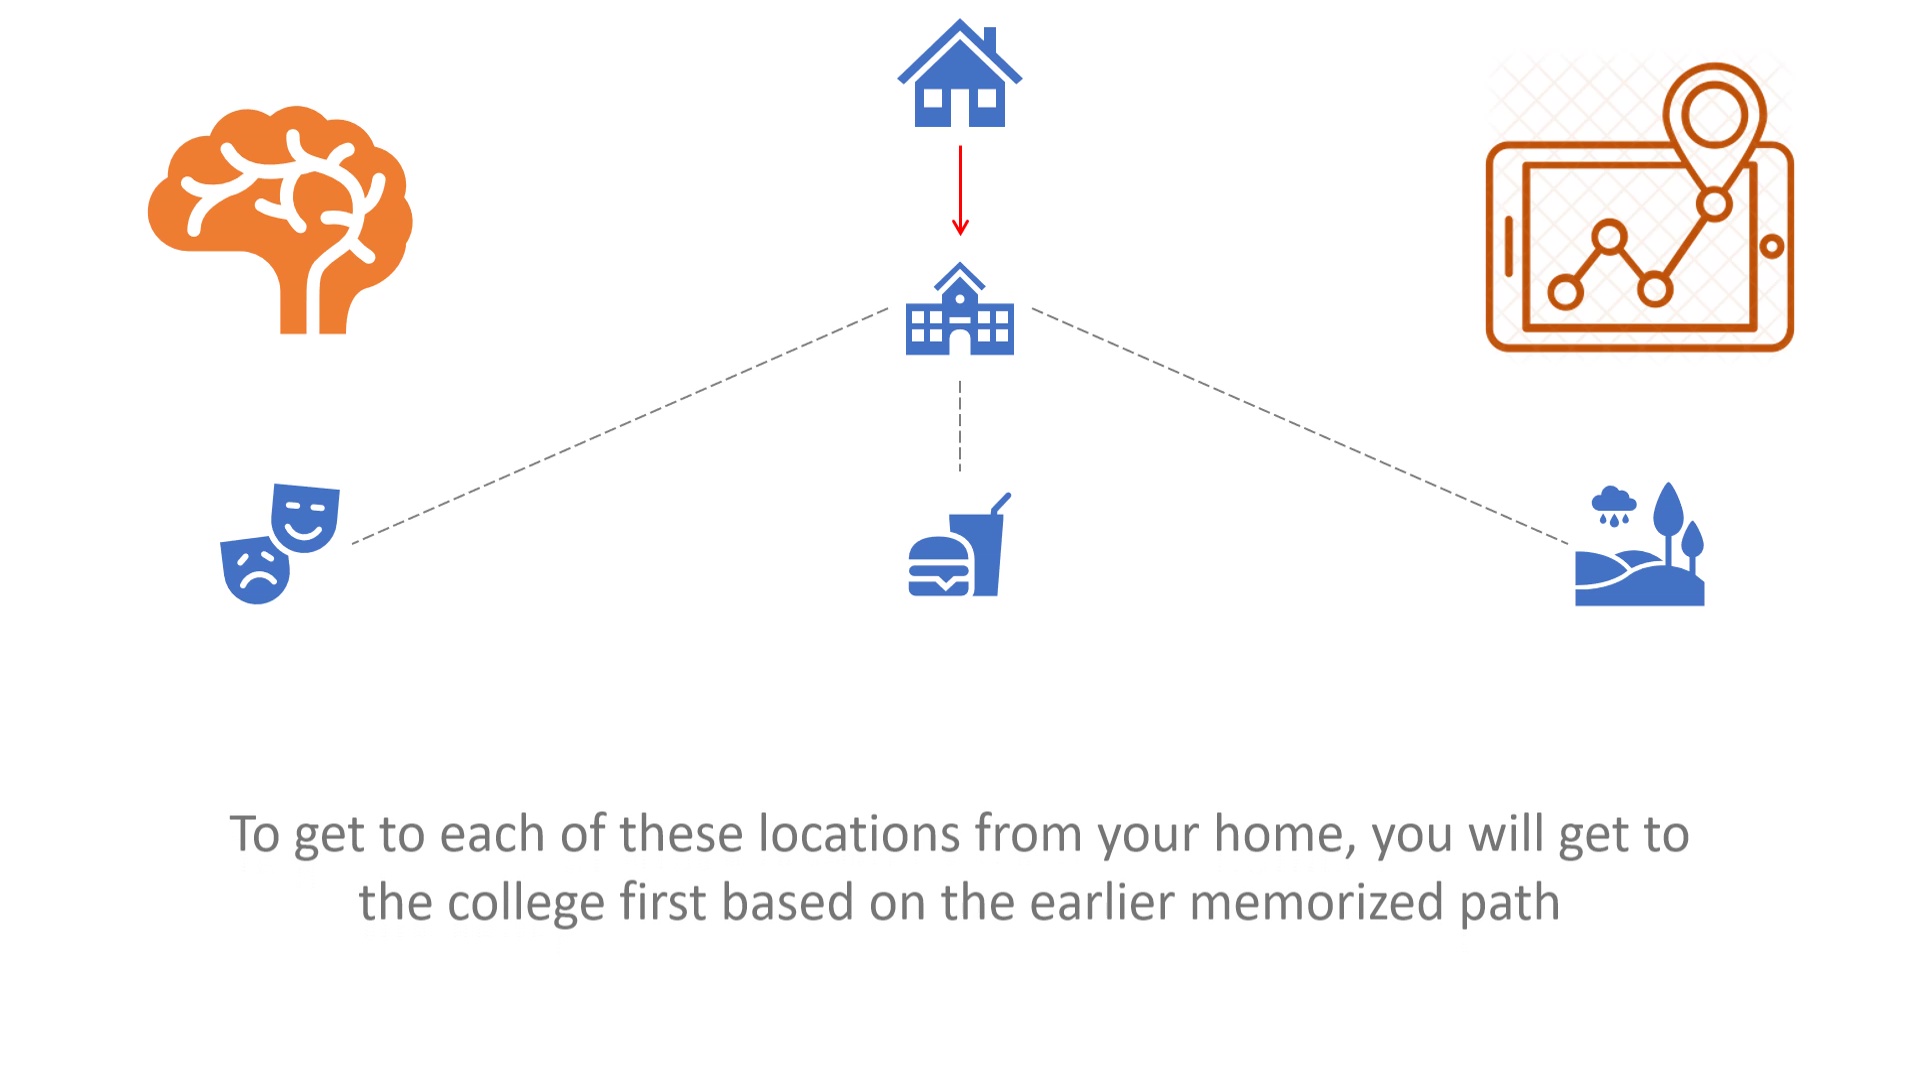 To get to each of these locations from your home, you will get to
the college first based on the earlier memorized path